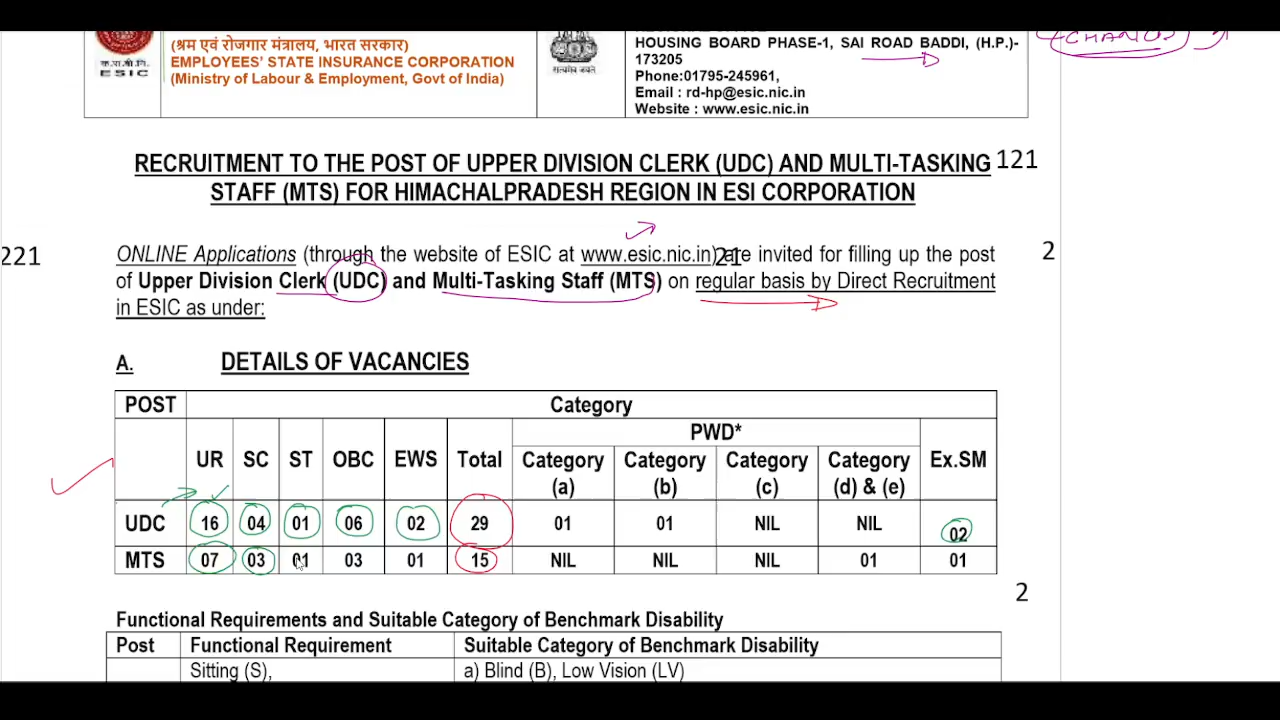 (श्रम एवं रोजगार मंत्रालय, भारत सरकार)
EMPLOYEES' STATE INSURANCE CORPORATION
(Ministry of Labour & Employment, Govt of India)
क.रा.बी.नि.
ESIC
सत्यमेव जयते
HOUSING BOARD PHASE-1, SAI ROAD BADDI, (H.P.)-
173205
Phone:01795-245961,
Email : rd-hp@esic.nic.in
Website : www.esic.nic.in
RECRUITMENT TO THE POST OF UPPER DIVISION CLERK (UDC) AND MULTI-TASKING 121
STAFF (MTS) FOR HIMACHALPRADESH REGION IN ESI CORPORATION
221 ONLINE Applications (through the website of ESIC at www.esic.nic.in) 21 are invited for filling up the post 2
of Upper Division Clerk (UDC) and Multi-Tasking Staff (MTS) on regular basis by Direct Recruitment
in ESIC as under:
A. DETAILS OF VACANCIES
POST Category
PWD*
UR SC ST OBC EWS Total Category (a) Category (b) Category (c) Category (d) & (e) Ex.SM
UDC 16 04 01 06 02 29 01 01 NIL NIL 02
MTS 07 03 01 03 01 15 NIL NIL NIL 01 01
2
Functional Requirements and Suitable Category of Benchmark Disability
Post Functional Requirement Suitable Category of Benchmark Disability
Sitting (S), a) Blind (B), Low Vision (LV)